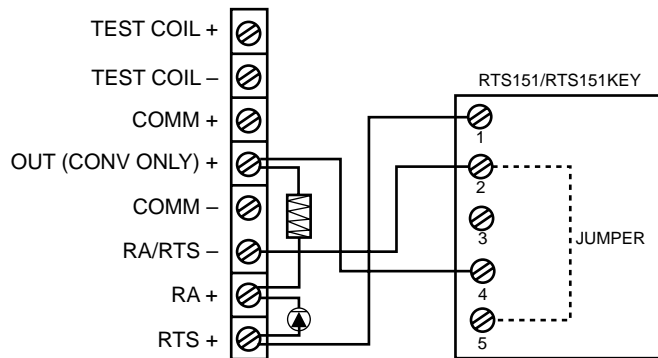 TEST COIL +
TEST COIL –
COMM +
OUT (CONV ONLY) +
COMM –
RA/RTS –
RA +
RTS +
RTS151/RTS151KEY
1
2
3
4
5
JUMPER